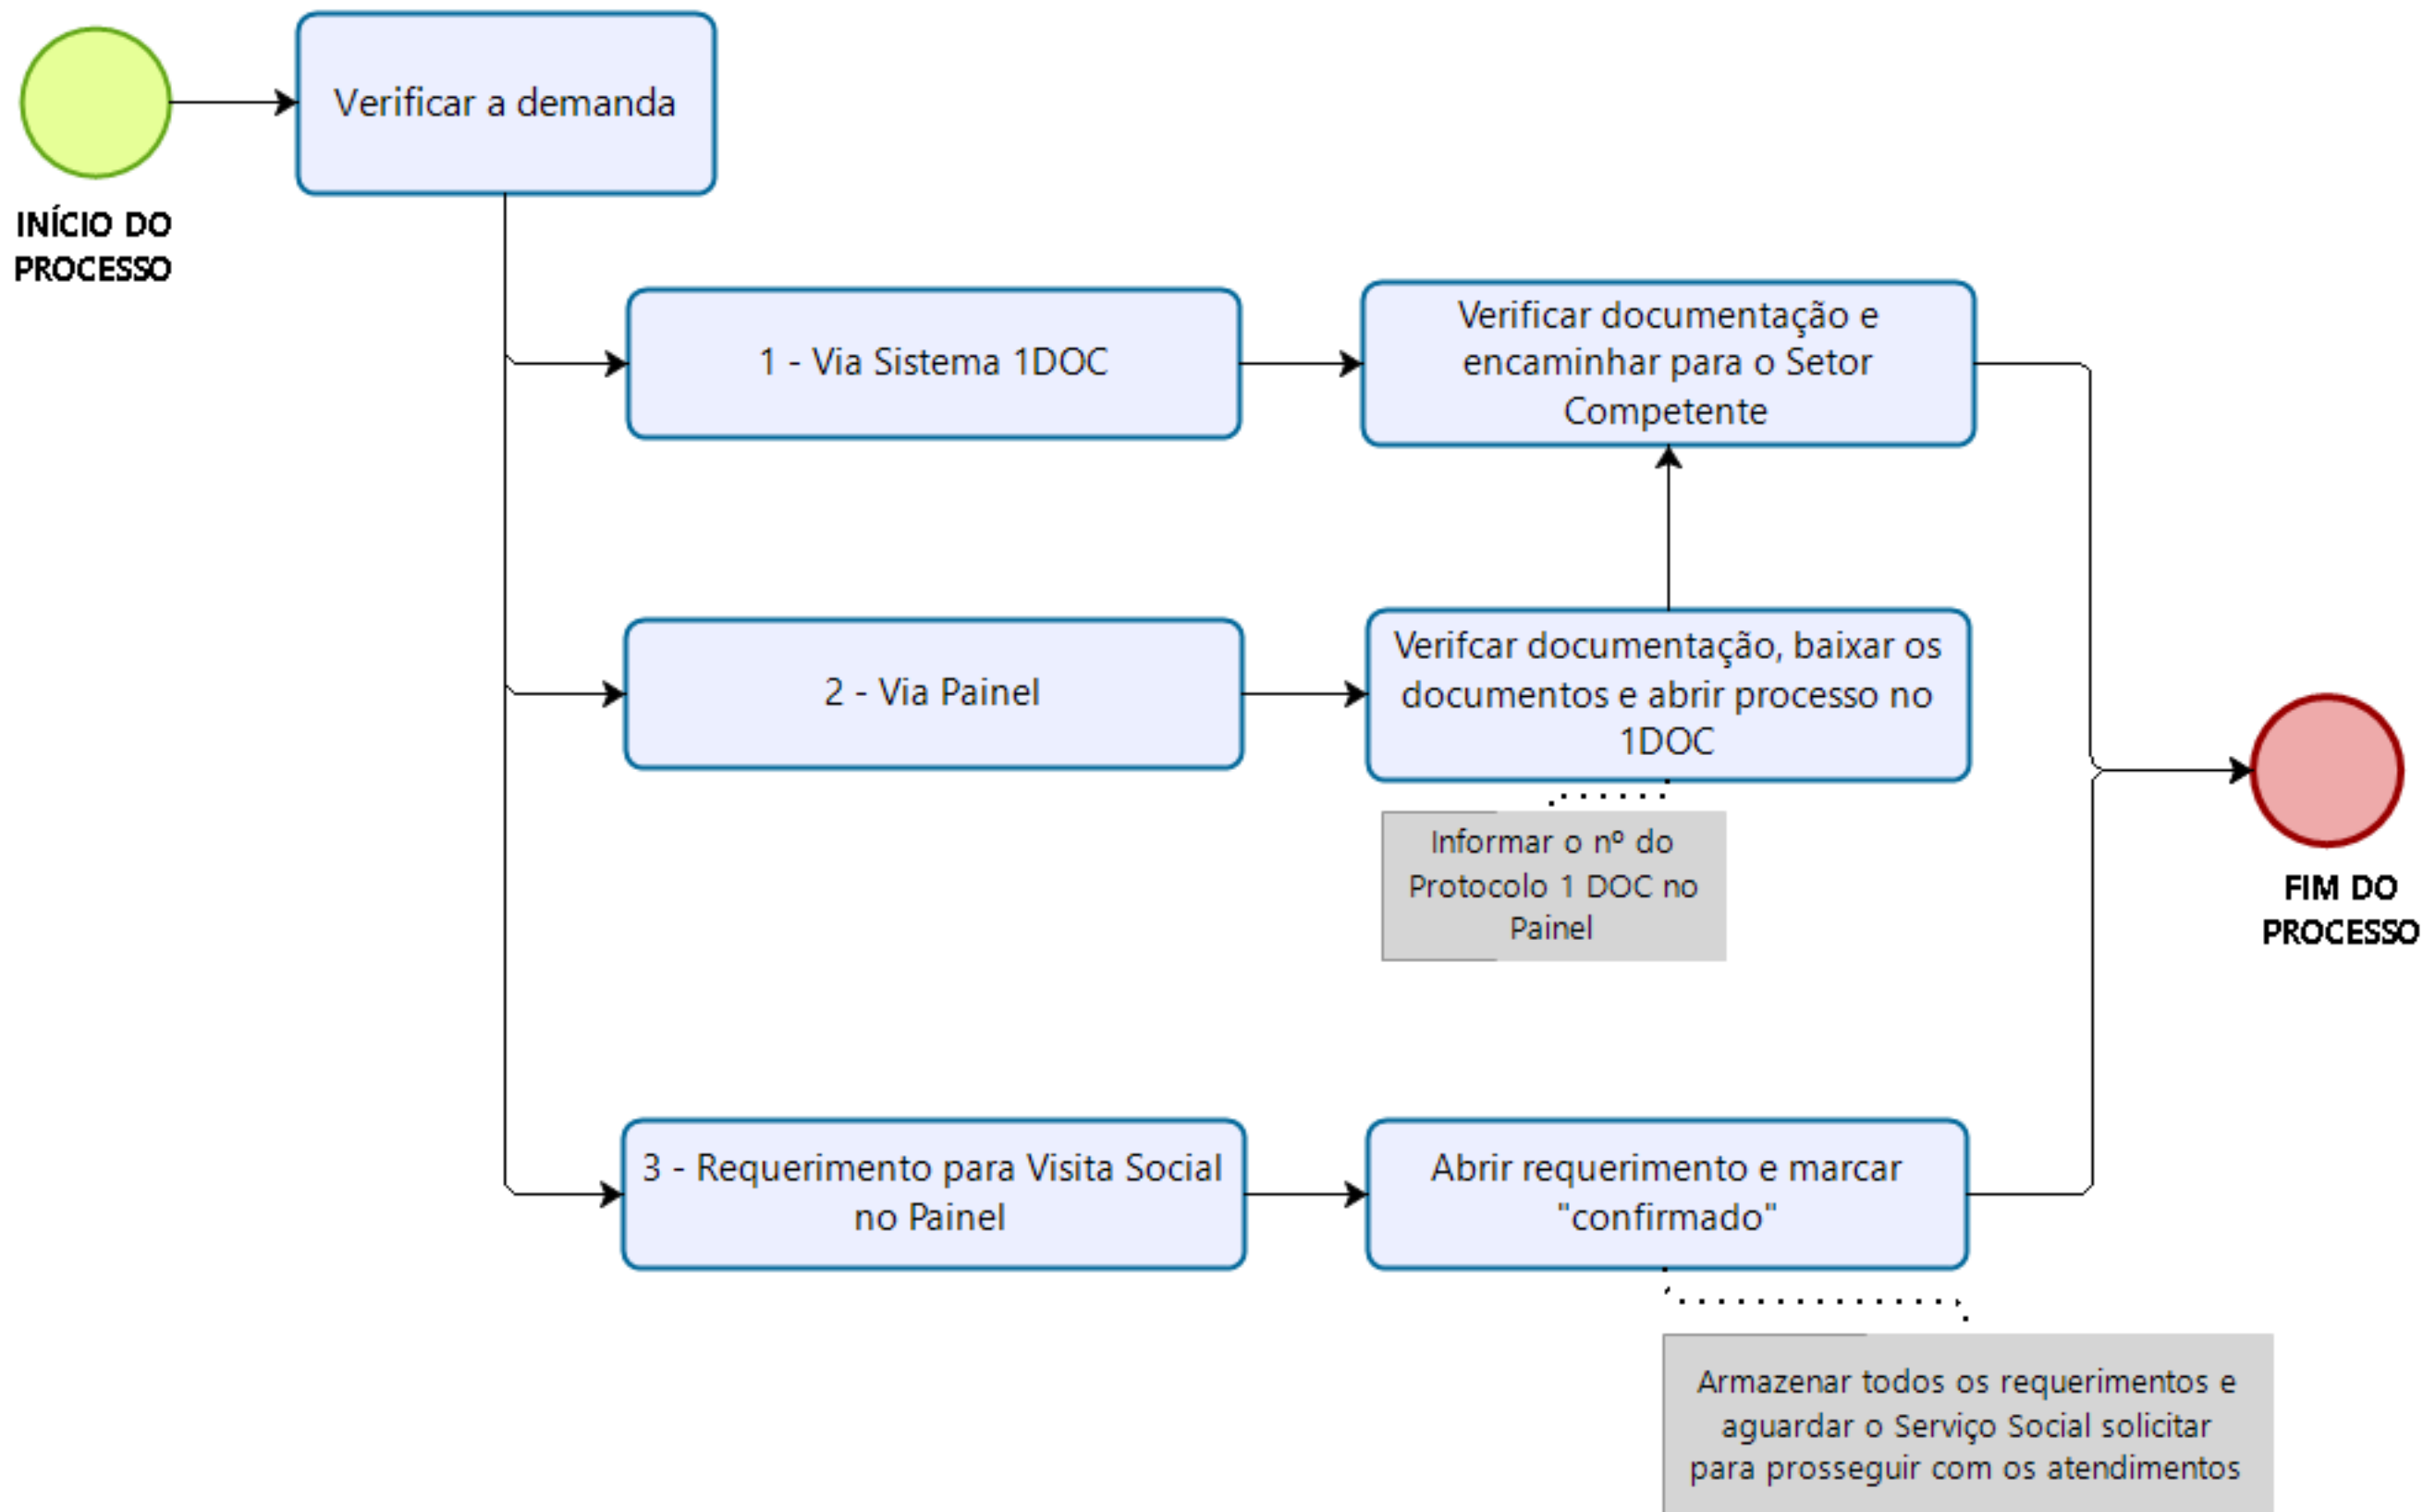 Verificar a demanda
INÍCIO DO
PROCESSO
1 - Via Sistema 1DOC
Verificar documentação e
encaminhar para o Setor
Competente
2 - Via Painel
Verifcar documentação, baixar os
documentos e abrir processo no
1DOC
Informar o nº do
Protocolo 1 DOC no
Painel
FIM DO
PROCESSO
3 - Requerimento para Visita Social
no Painel
Abrir requerimento e marcar
"confirmado"
Armazenar todos os requerimentos e
aguardar o Serviço Social solicitar
para prosseguir com os atendimentos